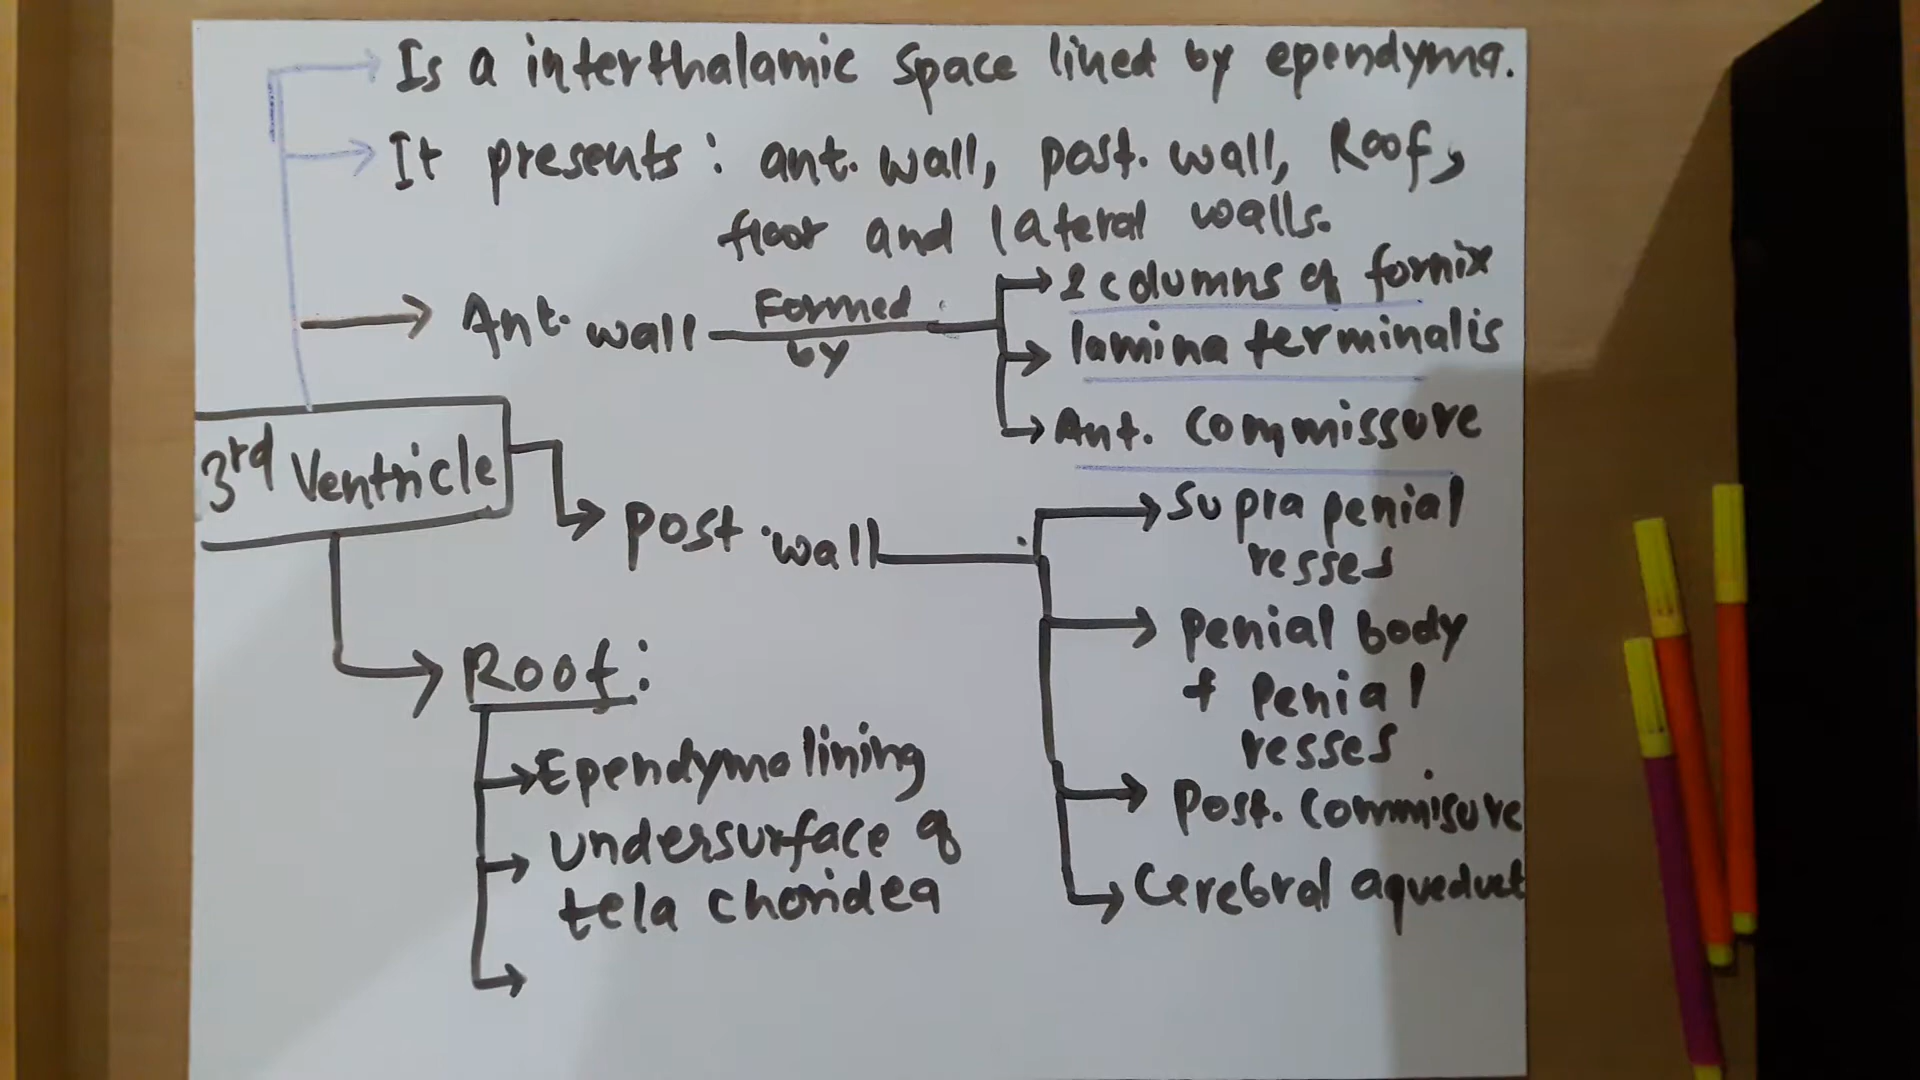 Is a interthalamic space lined by ependyma.
It presents: ant. wall, post. wall, Roof,
floor and lateral walls.
Ant. wall Formed by
2 columns of fornix
lamina terminalis
Ant. commissure
3rd Ventricle
post. wall
Supra penial
resses
penial body
+ Penial
resses
Post. commisure
Cerebral aqueduct
Roof:
Ependyma lining
undersurface of
tela choridea